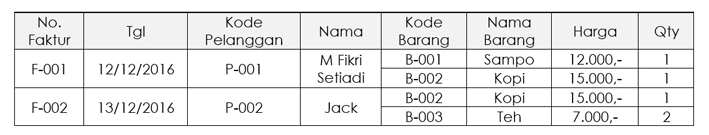 No. Faktur Tgl Kode Pelanggan Nama Kode Barang Nama Barang Harga Qty
F-001 12/12/2016 P-001 M Fikri Setiadi B-001 Sampo 12.000,- 1
B-002 Kopi 15.000,- 1
F-002 13/12/2016 P-002 Jack B-002 Kopi 15.000,- 1
B-003 Teh 7.000,- 2